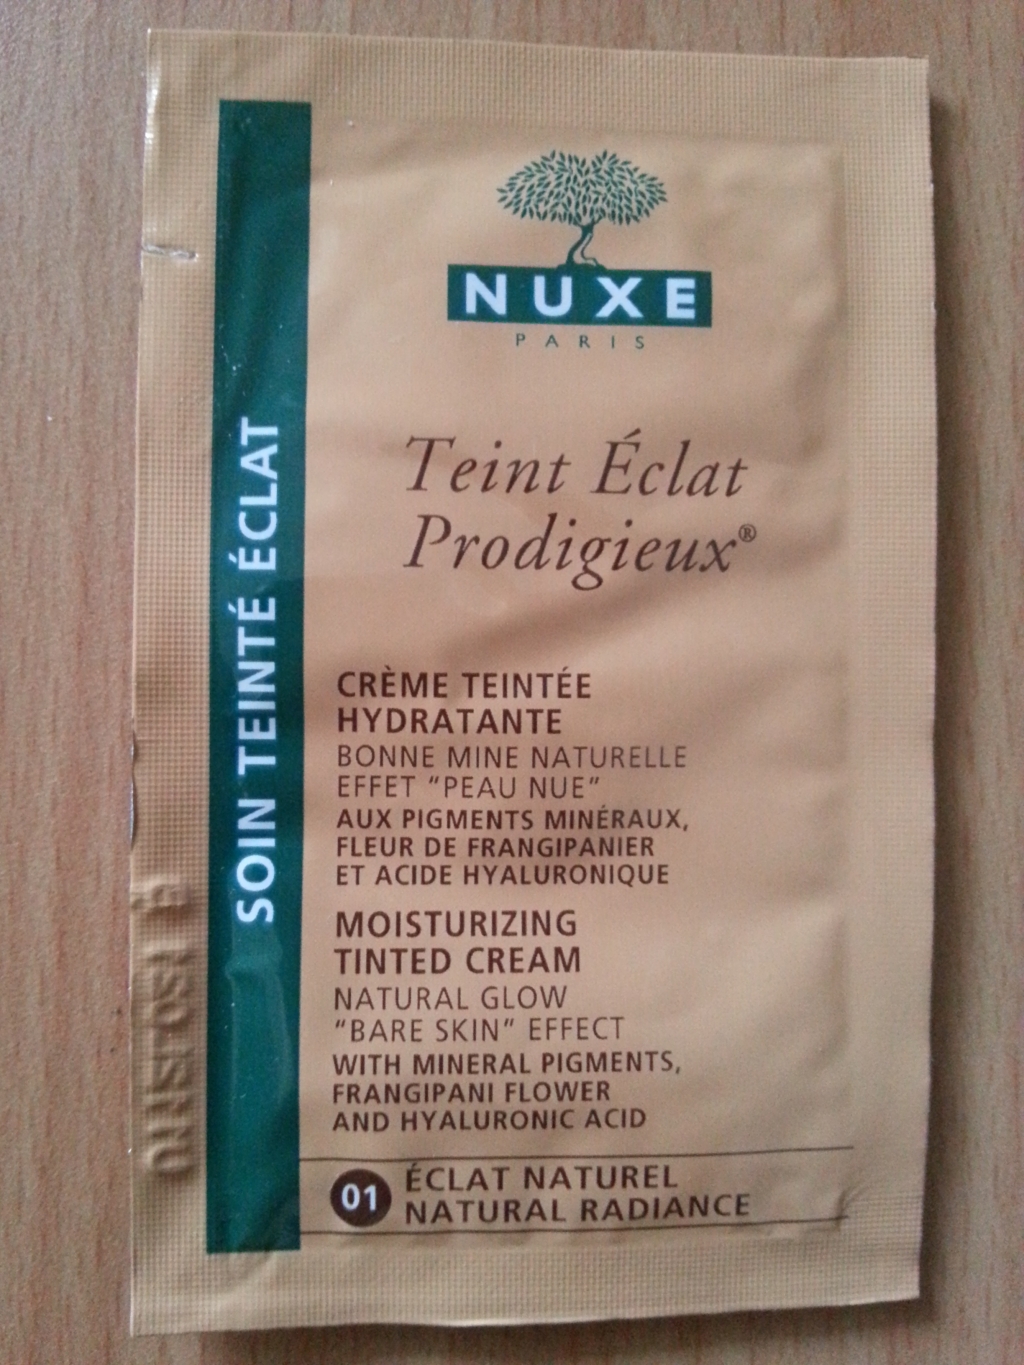 NUXE
PARIS
SOIN TEINTÉ ÉCLAT
Teint Éclat
Prodigieux®
CRÈME TEINTÉE
HYDRATANTE
BONNE MINE NATURELLE
EFFET "PEAU NUE"
AUX PIGMENTS MINÉRAUX,
FLEUR DE FRANGIPANIER
ET ACIDE HYALURONIQUE
MOISTURIZING
TINTED CREAM
NATURAL GLOW
"BARE SKIN" EFFECT
WITH MINERAL PIGMENTS,
FRANGIPANI FLOWER
AND HYALURONIC ACID
01 ÉCLAT NATUREL
NATURAL RADIANCE